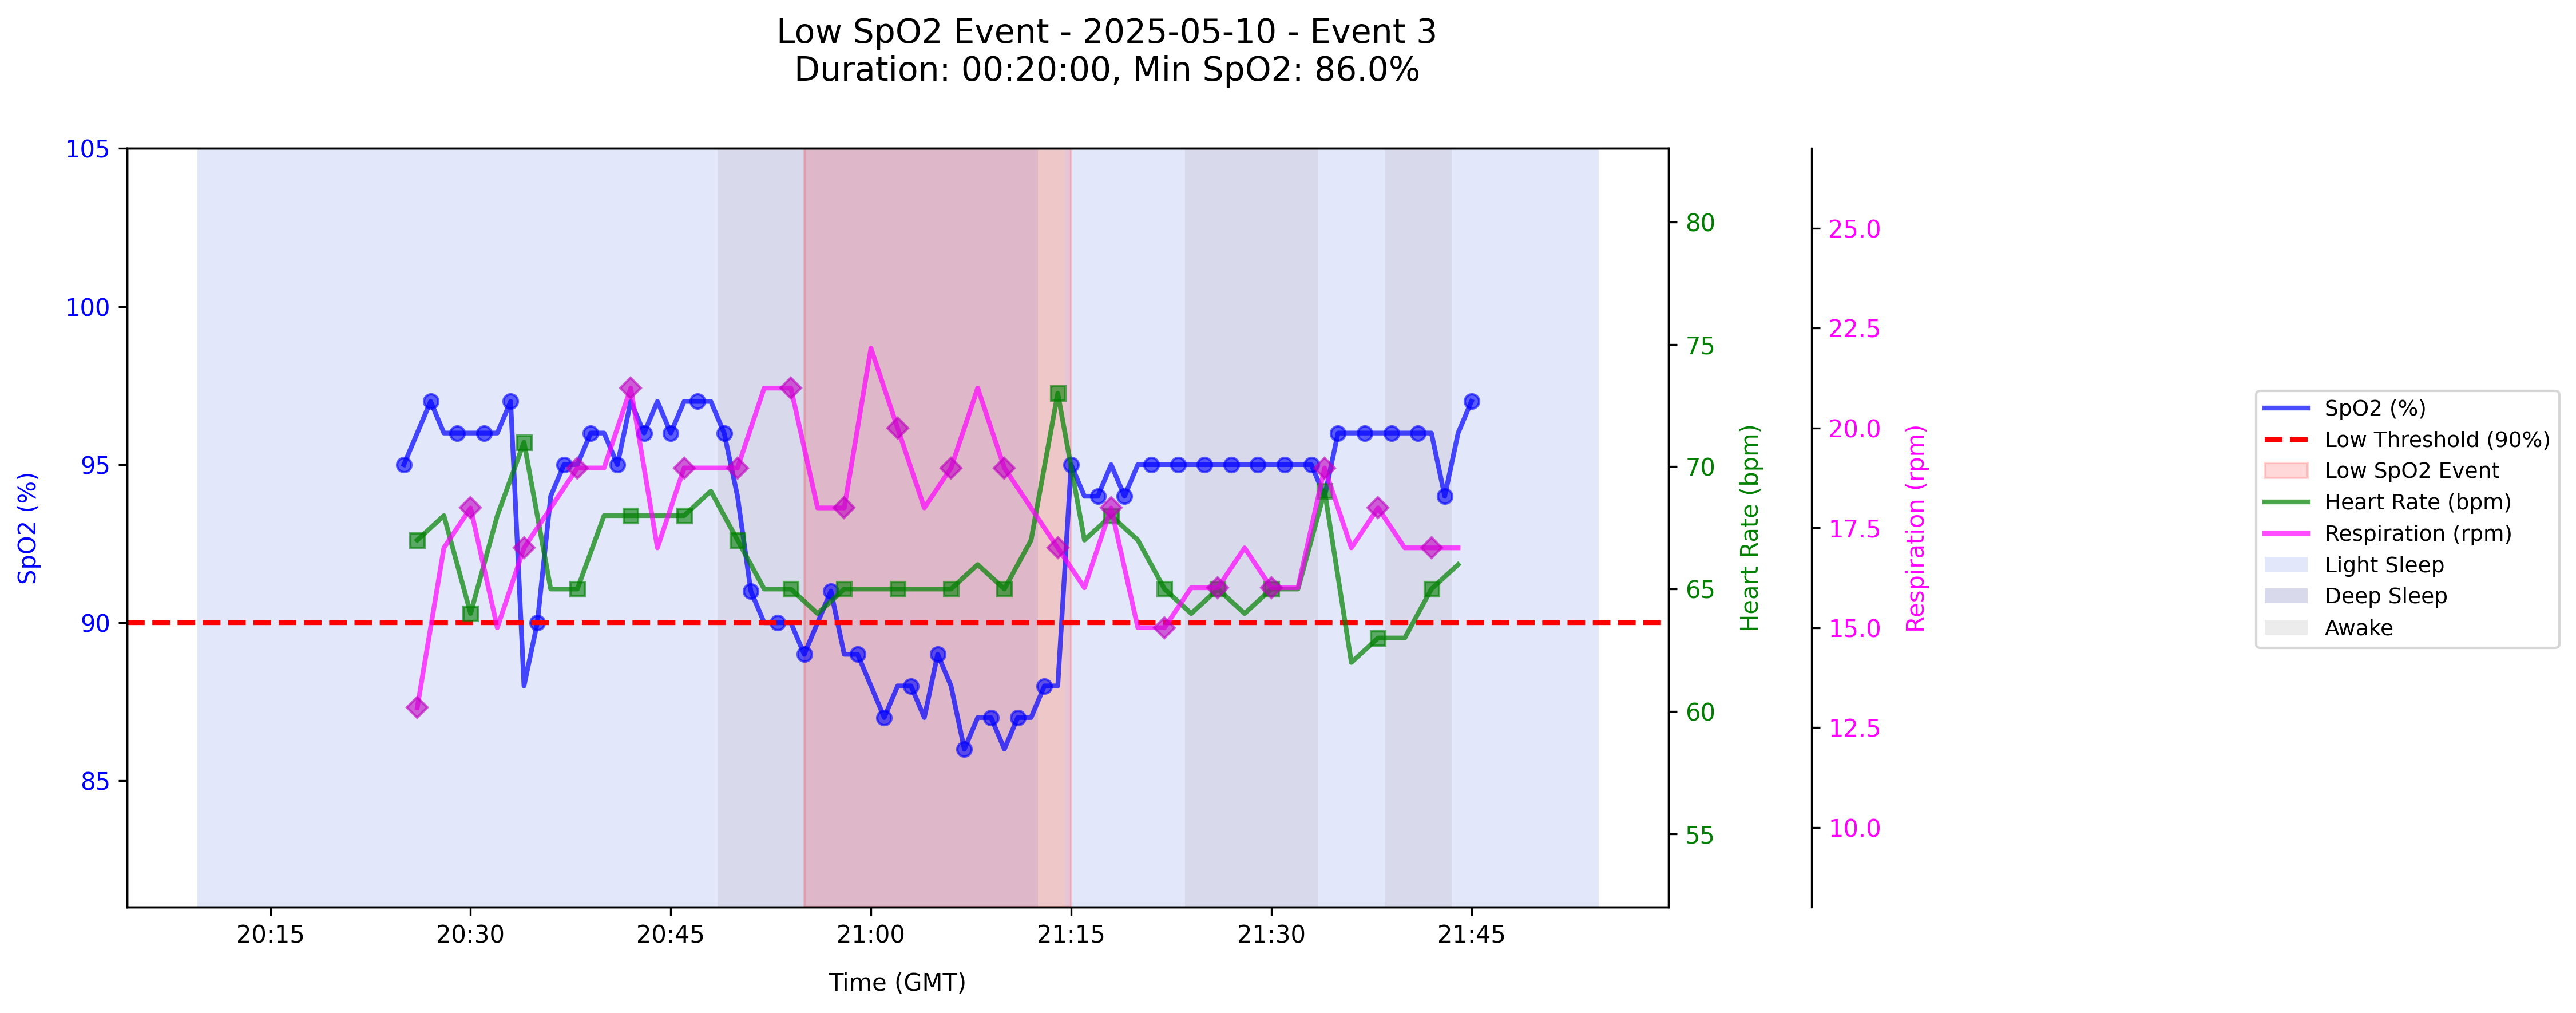 Low SpO2 Event - 2025-05-10 - Event 3
Duration: 00:20:00, Min SpO2: 86.0%
105
100
95
90
85
SpO2 (%)
80
75
70
65
60
55
Heart Rate (bpm)
25.0
22.5
20.0
17.5
15.0
12.5
10.0
Respiration (rpm)
20:15
20:30
20:45
21:00
21:15
21:30
21:45
Time (GMT)
SpO2 (%)
Low Threshold (90%)
Low SpO2 Event
Heart Rate (bpm)
Respiration (rpm)
Light Sleep
Deep Sleep
Awake